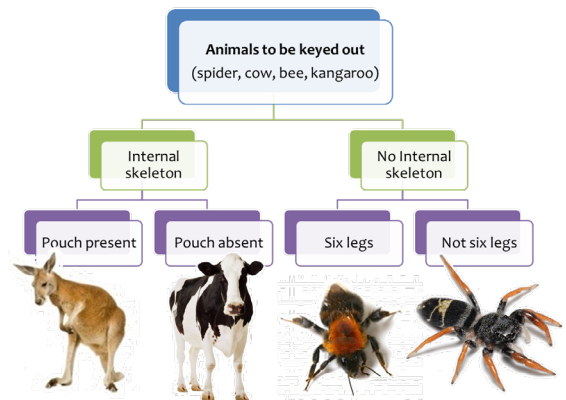 Animals to be keyed out
(spider, cow, bee, kangaroo)
Internal
skeleton
No Internal
skeleton
Pouch present
Pouch absent
Six legs
Not six legs